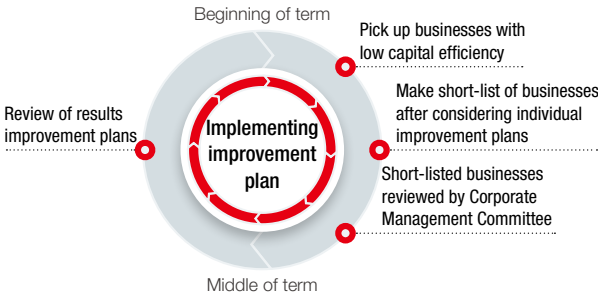 Beginning of term
Pick up businesses with
low capital efficiency
Make short-list of businesses
after considering individual
improvement plans
Short-listed businesses
reviewed by Corporate
Management Committee
Review of results
improvement plans
Implementing
improvement
plan
Middle of term